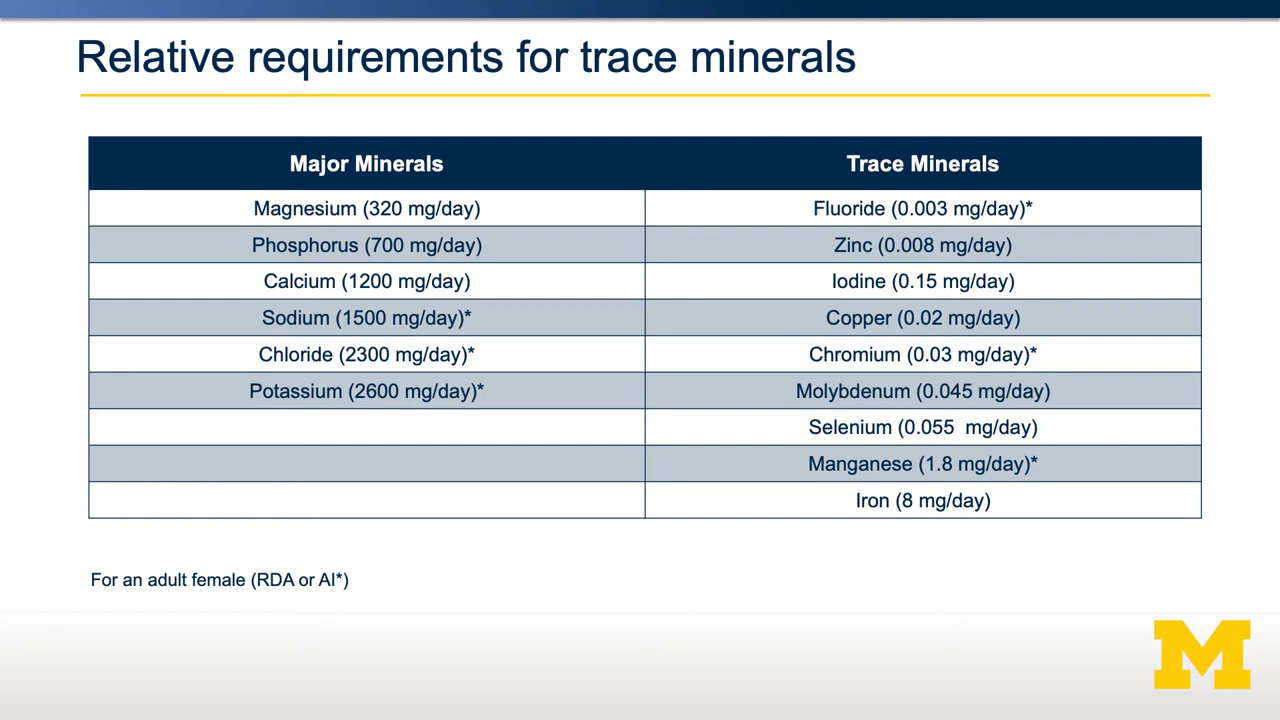 Relative requirements for trace minerals
Major Minerals
Trace Minerals
Magnesium (320 mg/day)
Fluoride (0.003 mg/day)*
Phosphorus (700 mg/day)
Zinc (0.008 mg/day)
Calcium (1200 mg/day)
Iodine (0.15 mg/day)
Sodium (1500 mg/day)*
Copper (0.02 mg/day)
Chloride (2300 mg/day)*
Chromium (0.03 mg/day)*
Potassium (2600 mg/day)*
Molybdenum (0.045 mg/day)
Selenium (0.055  mg/day)
Manganese (1.8 mg/day)*
Iron (8 mg/day)
For an adult female (RDA or AI*)
M